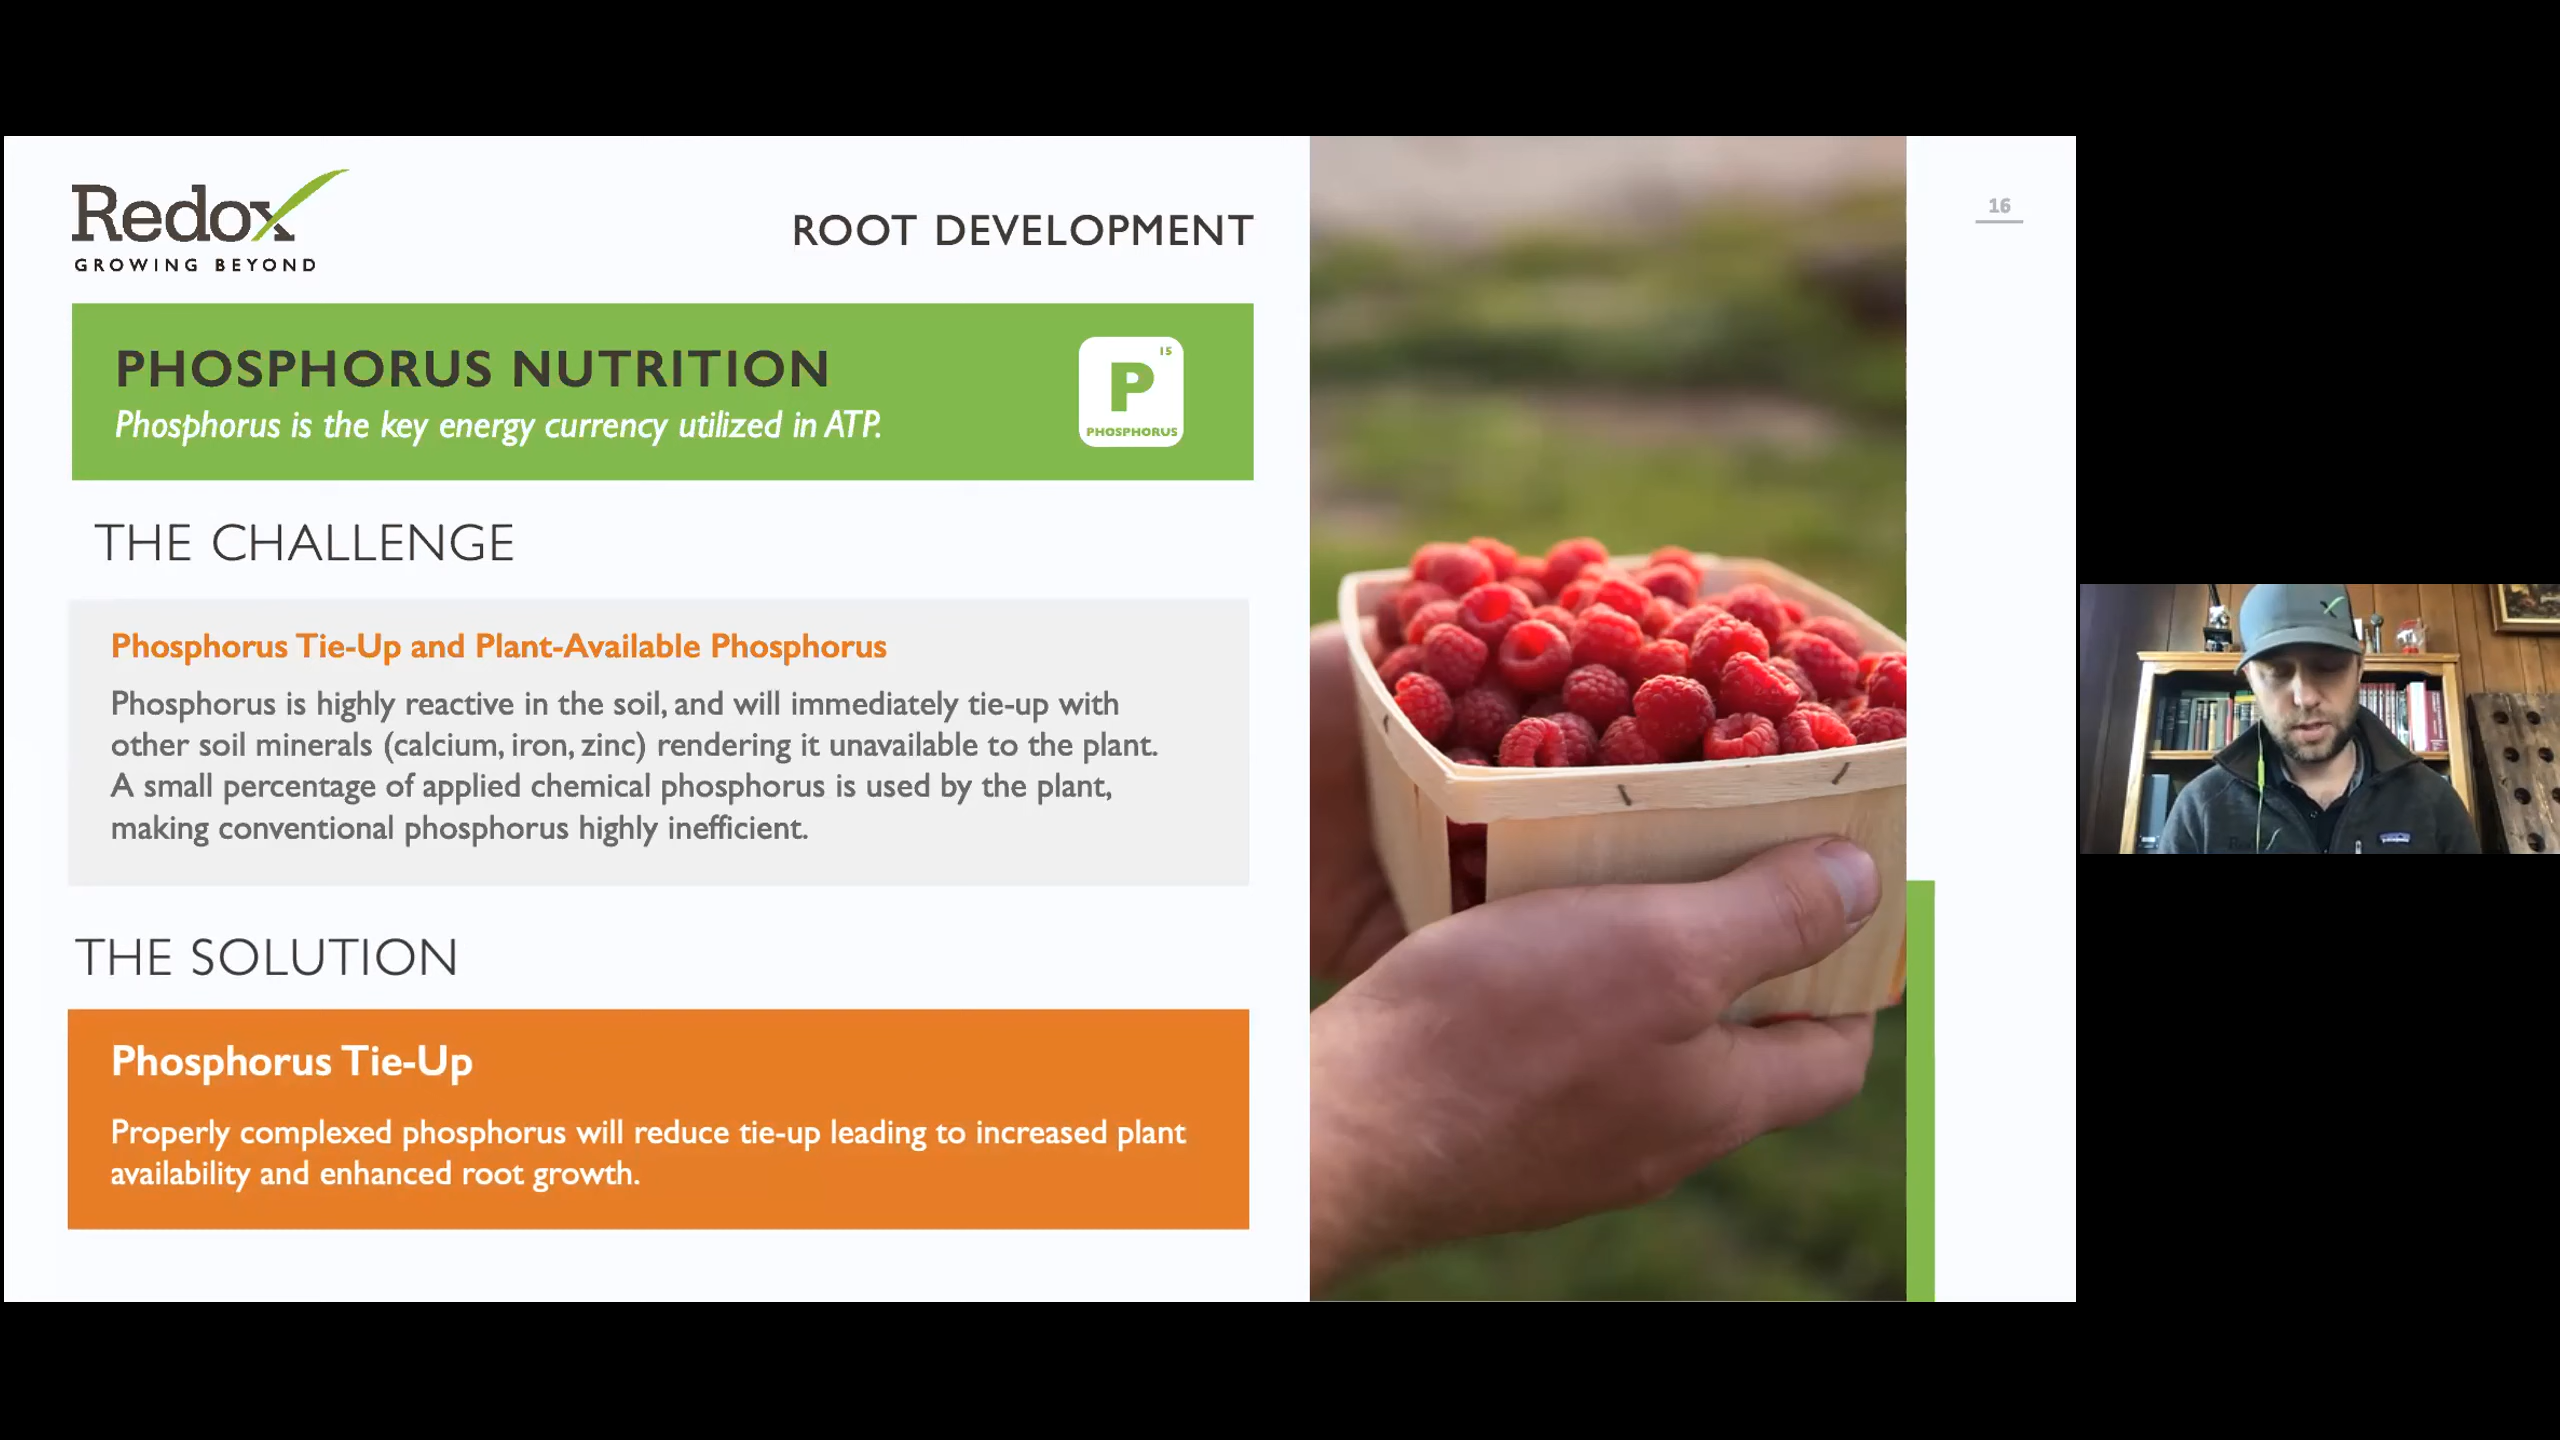 Redox
GROWING BEYOND
ROOT DEVELOPMENT
16
PHOSPHORUS NUTRITION
Phosphorus is the key energy currency utilized in ATP.
15
P
PHOSPHORUS
THE CHALLENGE
Phosphorus Tie-Up and Plant-Available Phosphorus
Phosphorus is highly reactive in the soil, and will immediately tie-up with
other soil minerals (calcium, iron, zinc) rendering it unavailable to the plant.
A small percentage of applied chemical phosphorus is used by the plant,
making conventional phosphorus highly inefficient.
THE SOLUTION
Phosphorus Tie-Up
Properly complexed phosphorus will reduce tie-up leading to increased plant
availability and enhanced root growth.